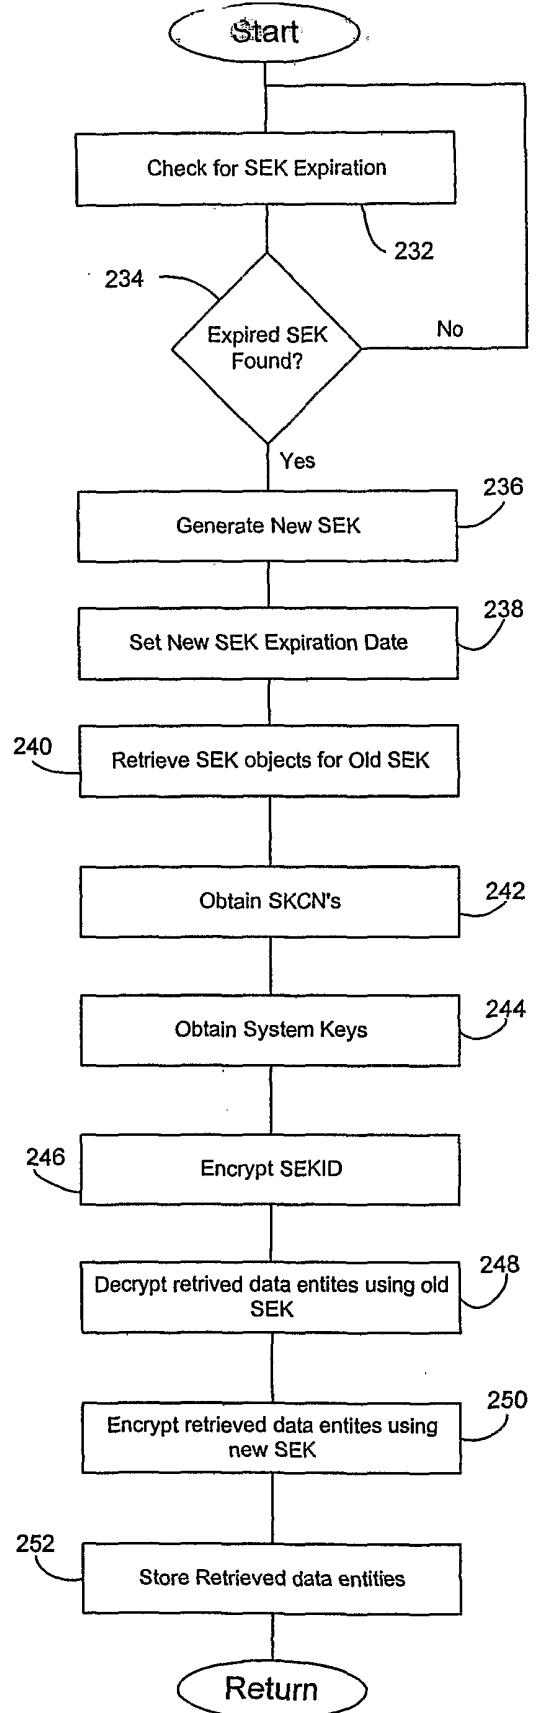 Start
Check for SEK Expiration
232
234
Expired SEK
Found?
No
Yes
236
Generate New SEK
238
Set New SEK Expiration Date
240
Retrieve SEK objects for Old SEK
242
Obtain SKCN's
244
Obtain System Keys
246
Encrypt SEKID
248
Decrypt retrived data entites using old
SEK
250
Encrypt retrieved data entites using
new SEK
252
Store Retrieved data entities
Return